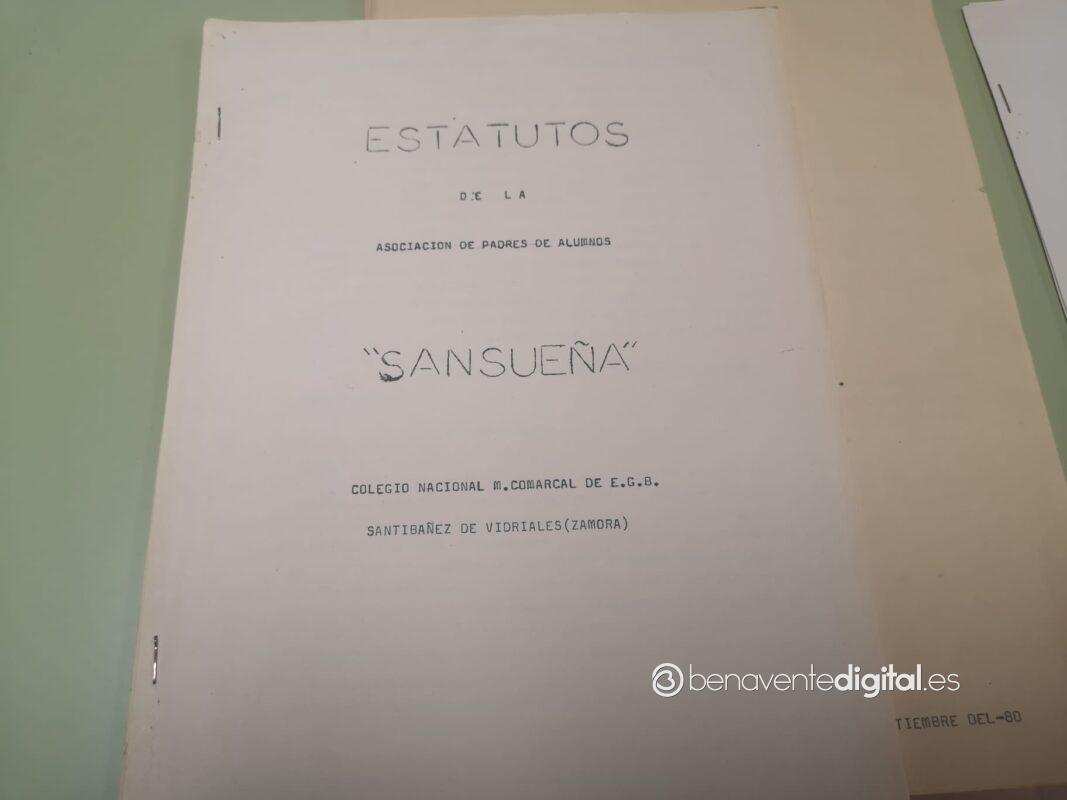 ESTATUTOS
DE LA
ASOCIACION DE PADRES DE ALUMNOS
"SANSUEÑA"
COLEGIO NACIONAL M.COMARCAL DE E.G.B.
SANTIBAÑEZ DE VIDRIALES(ZAMORA)
benaventedigital.es
TIEMBRE DEL-80